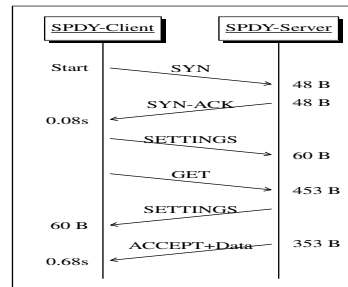 SPDY-Client SPDY-Server
Start
SYN
48 B
SYN-ACK
48 B
0.08s
SETTINGS
60 B
GET
453 B
SETTINGS
60 B
ACCEPT+Data
353 B
0.68s